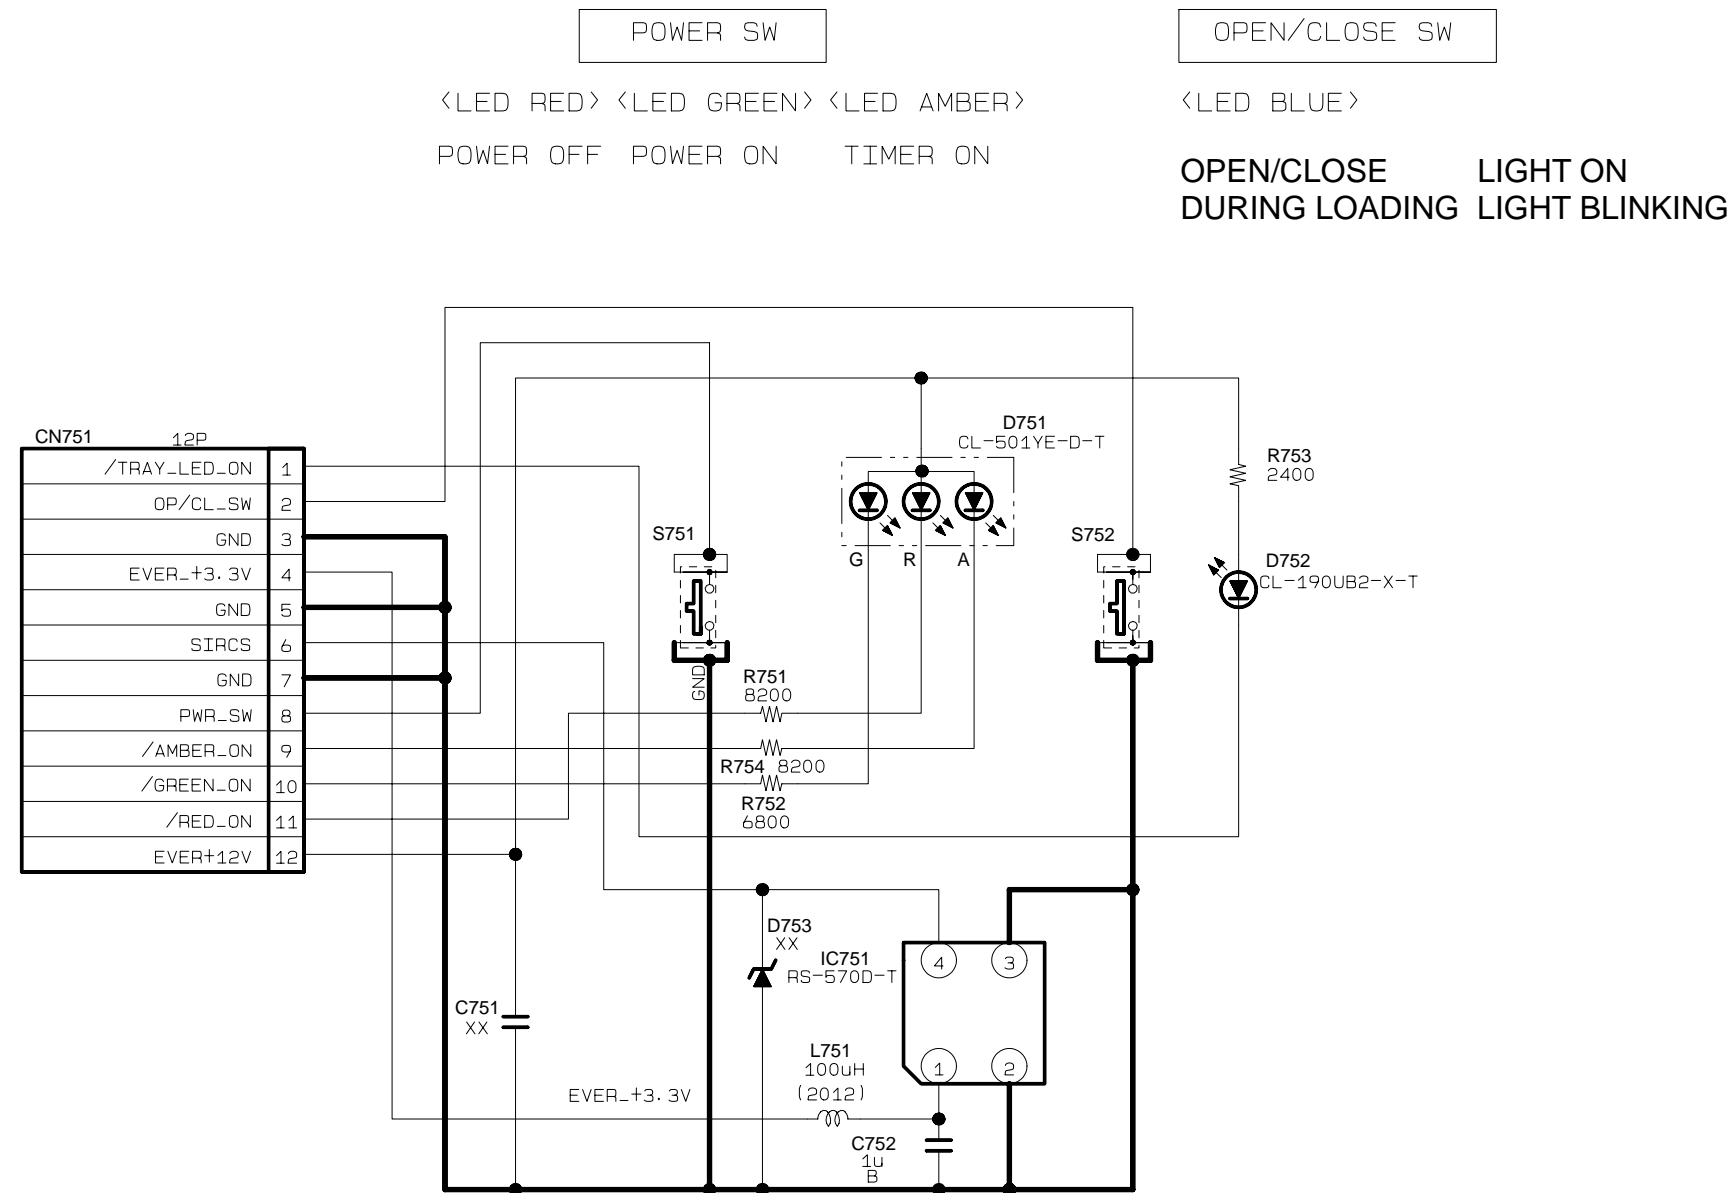 POWER SW
OPEN/CLOSE SW
<LED RED> <LED GREEN> <LED AMBER>
<LED BLUE>
POWER OFF POWER ON TIMER ON
OPEN/CLOSE LIGHT ON
DURING LOADING LIGHT BLINKING
CN751 12P
/TRAY_LED_ON 1
OP/CL_SW 2
GND 3
EVER_+3.3V 4
GND 5
SIRCS 6
GND 7
PWR_SW 8
/AMBER_ON 9
/GREEN_ON 10
/RED_ON 11
EVER+12V 12
D751
CL-501YE-D-T
G R A
R753
2400
S751
S752
D752
CL-190UB2-X-T
GND
R751
8200
R754 8200
R752
6800
D753
XX
IC751
RS-570D-T
4 3
1 2
C751
XX
L751
100uH
(2012)
EVER_+3.3V
C752
1u
B